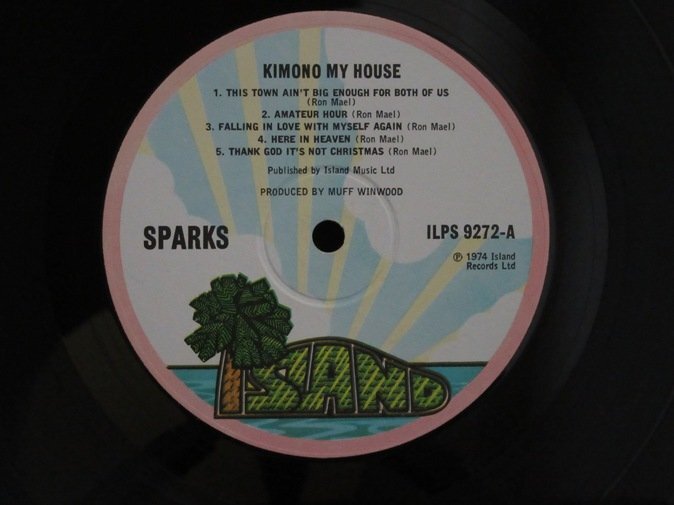 KIMONO MY HOUSE
1. THIS TOWN AIN'T BIG ENOUGH FOR BOTH OF US
(Ron Mael)
2. AMATEUR HOUR (Ron Mael)
3. FALLING IN LOVE WITH MYSELF AGAIN (Ron Mael)
4. HERE IN HEAVEN (Ron Mael)
5. THANK GOD IT'S NOT CHRISTMAS (Ron Mael)
Published by Island Music Ltd
PRODUCED BY MUFF WINWOOD
SPARKS
ILPS 9272-A
℗ 1974 Island
Records Ltd
ISLAND